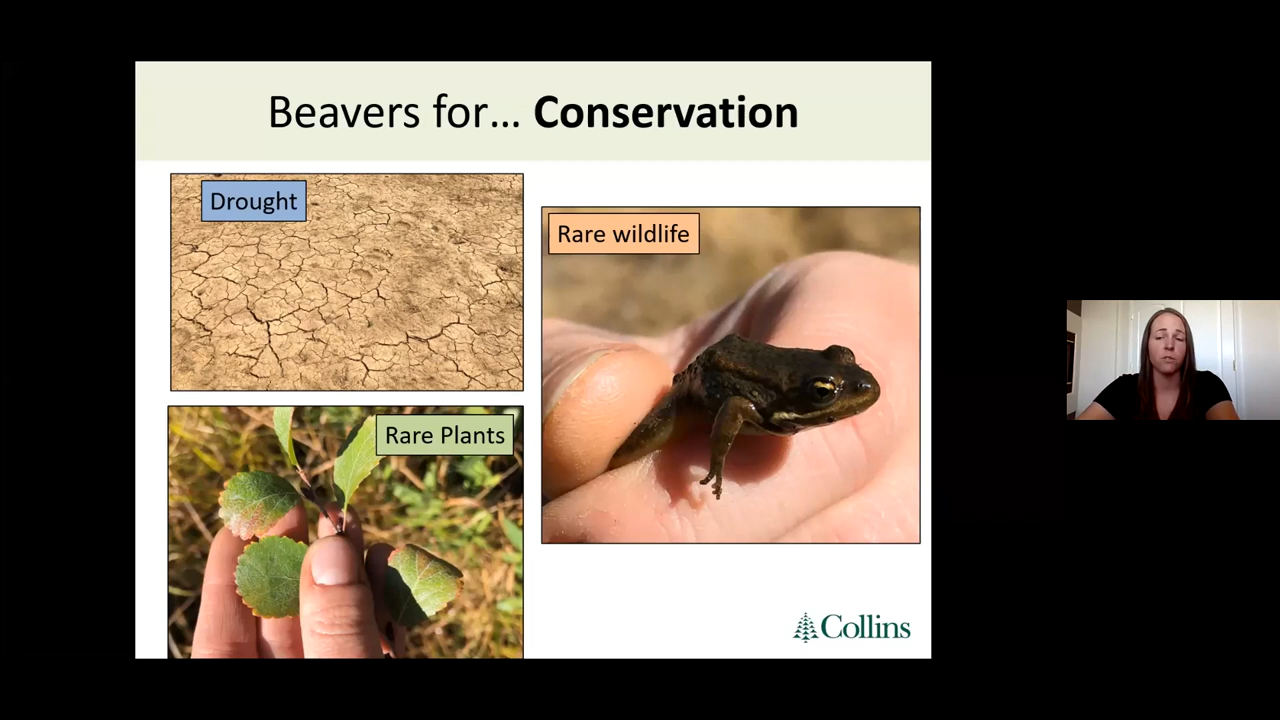 Beavers for... Conservation
Drought
Rare wildlife
Rare Plants
Collins